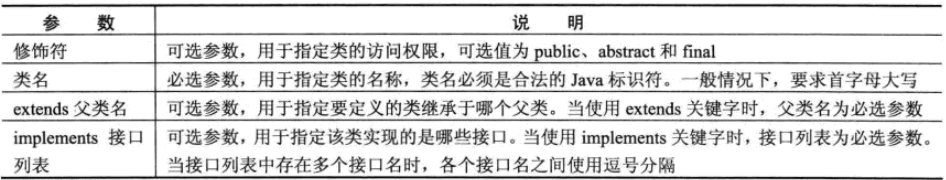 参 数 说 明
修饰符 可选参数，用于指定类的访问权限，可选值为 public、abstract 和 final
类名 必选参数，用于指定类的名称，类名必须是合法的 Java 标识符。一般情况下，要求首字母大写
extends 父类名 可选参数，用于指定要定义的类继承于哪个父类。当使用 extends 关键字时，父类名为必选参数
implements 接口 可选参数，用于指定该类实现的是哪些接口。当使用 implements 关键字时，接口列表为必选参数。
列表 当接口列表中存在多个接口名时，各个接口名之间使用逗号分隔